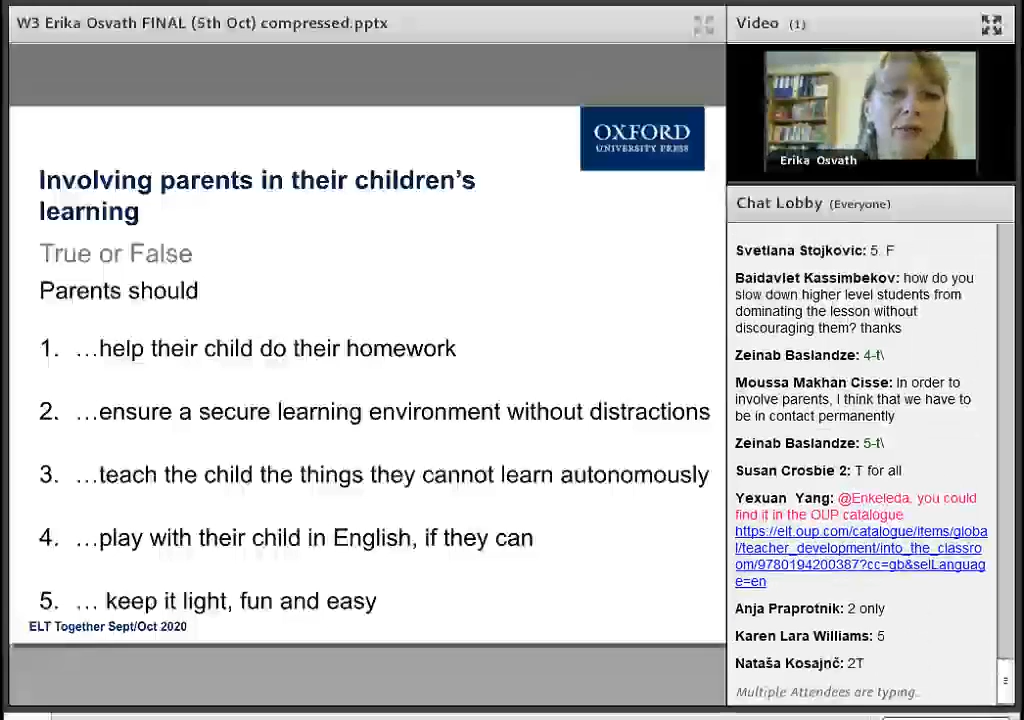 W3 Erika Osvath FINAL (5th Oct) compressed.pptx
OXFORD
UNIVERSITY PRESS
Involving parents in their children's
learning
True or False
Parents should
1. …help their child do their homework
2. …ensure a secure learning environment without distractions
3. …teach the child the things they cannot learn autonomously
4. …play with their child in English, if they can
5. … keep it light, fun and easy
ELT Together Sept/Oct 2020
Video (1)
Erika Osvath
Chat Lobby (Everyone)
Svetlana Stojkovic: 5 F
Baidavlet Kassimbekov: how do you
slow down higher level students from
dominating the lesson without
discouraging them? thanks
Zeinab Baslandze: 4-t\
Moussa Makhan Cisse: In order to
involve parents, I think that we have to
be in contact permanently
Zeinab Baslandze: 5-t\
Susan Crosbie 2: T for all
Yexuan Yang: @Enkeleda, you could
find it in the OUP catalogue
https://elt.oup.com/catalogue/items/globa
l/teacher_development/into_the_classro
om/9780194200387?cc=gb&selLanguag
e=en
Anja Praprotnik: 2 only
Karen Lara Williams: 5
Nataša Kosajnč: 2T
Multiple Attendees are typing.